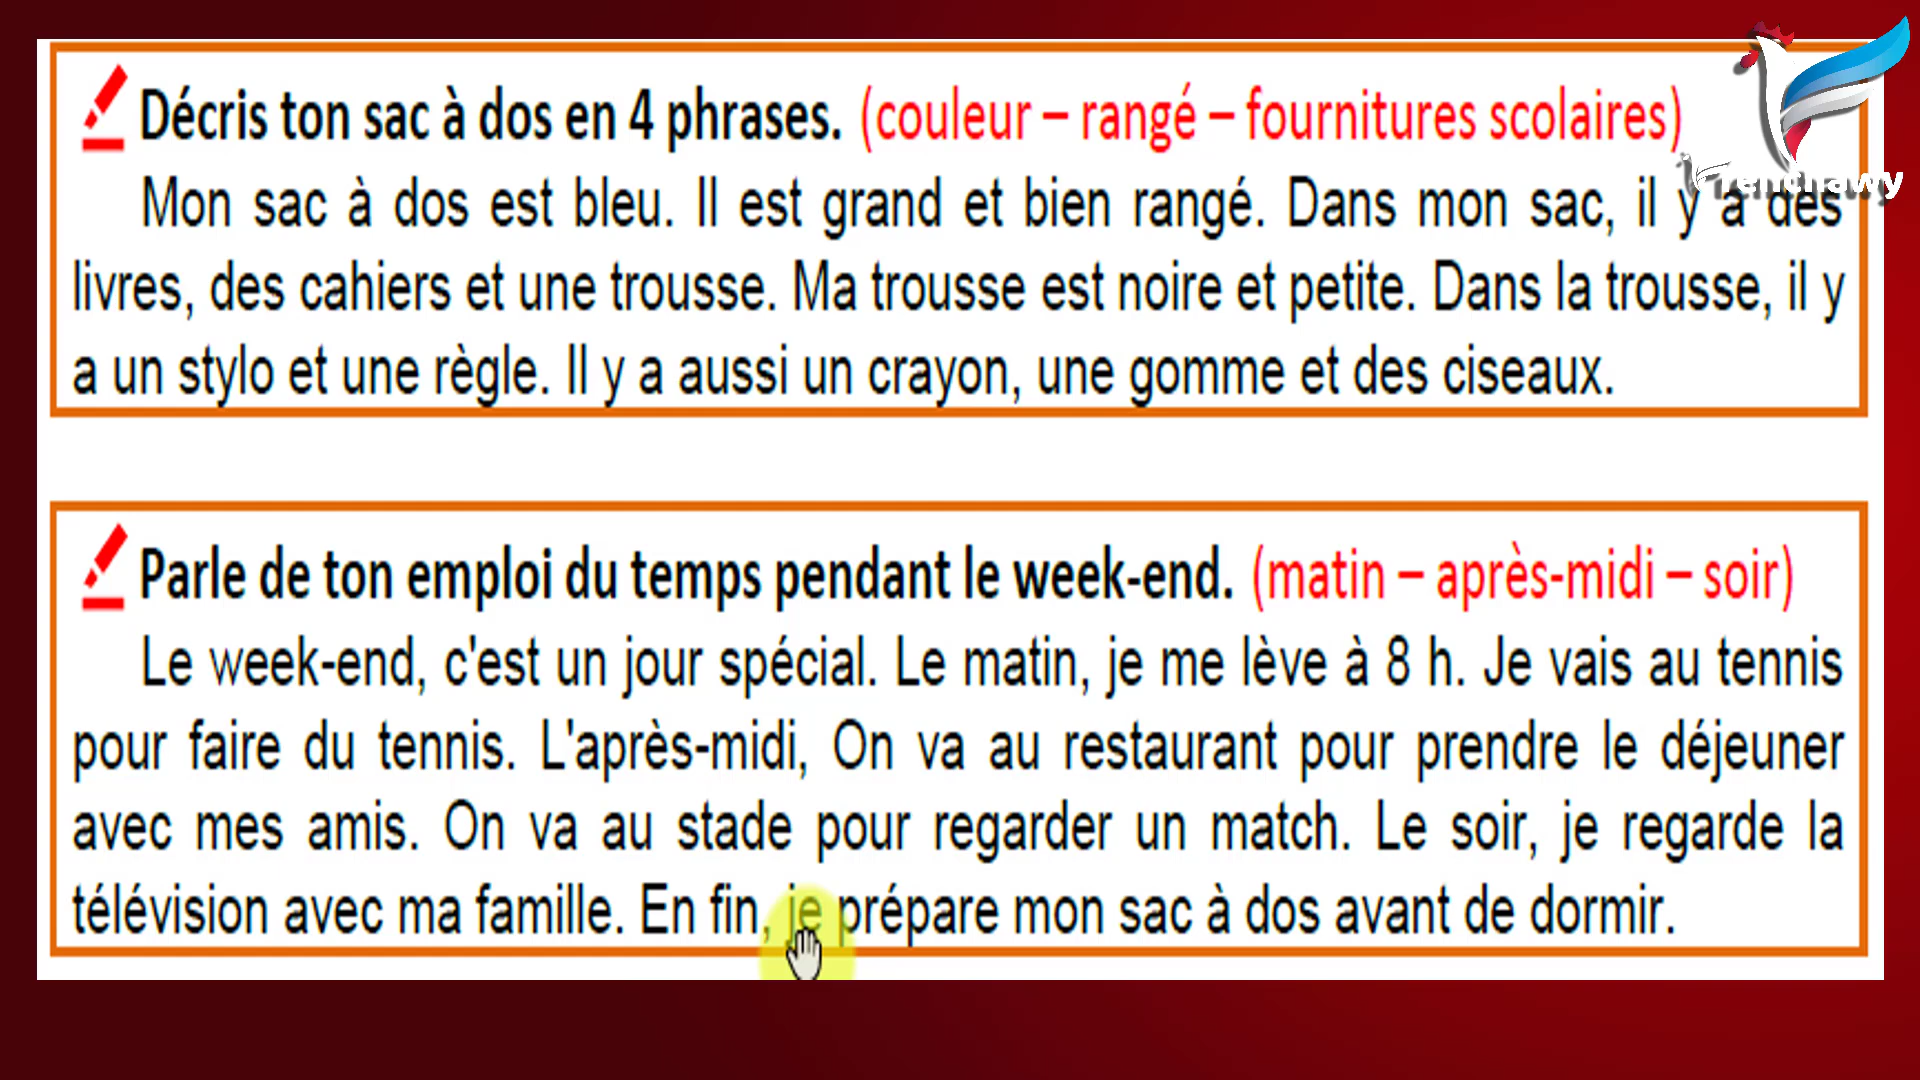 Décris ton sac à dos en 4 phrases. (couleur – rangé – fournitures scolaires)
Mon sac à dos est bleu. Il est grand et bien rangé. Dans mon sac, il y a des
livres, des cahiers et une trousse. Ma trousse est noire et petite. Dans la trousse, il y
a un stylo et une règle. Il y a aussi un crayon, une gomme et des ciseaux.
Parle de ton emploi du temps pendant le week-end. (matin – après-midi – soir)
Le week-end, c'est un jour spécial. Le matin, je me lève à 8 h. Je vais au tennis
pour faire du tennis. L'après-midi, On va au restaurant pour prendre le déjeuner
avec mes amis. On va au stade pour regarder un match. Le soir, je regarde la
télévision avec ma famille. En fin, je prépare mon sac à dos avant de dormir.
Frenchawy